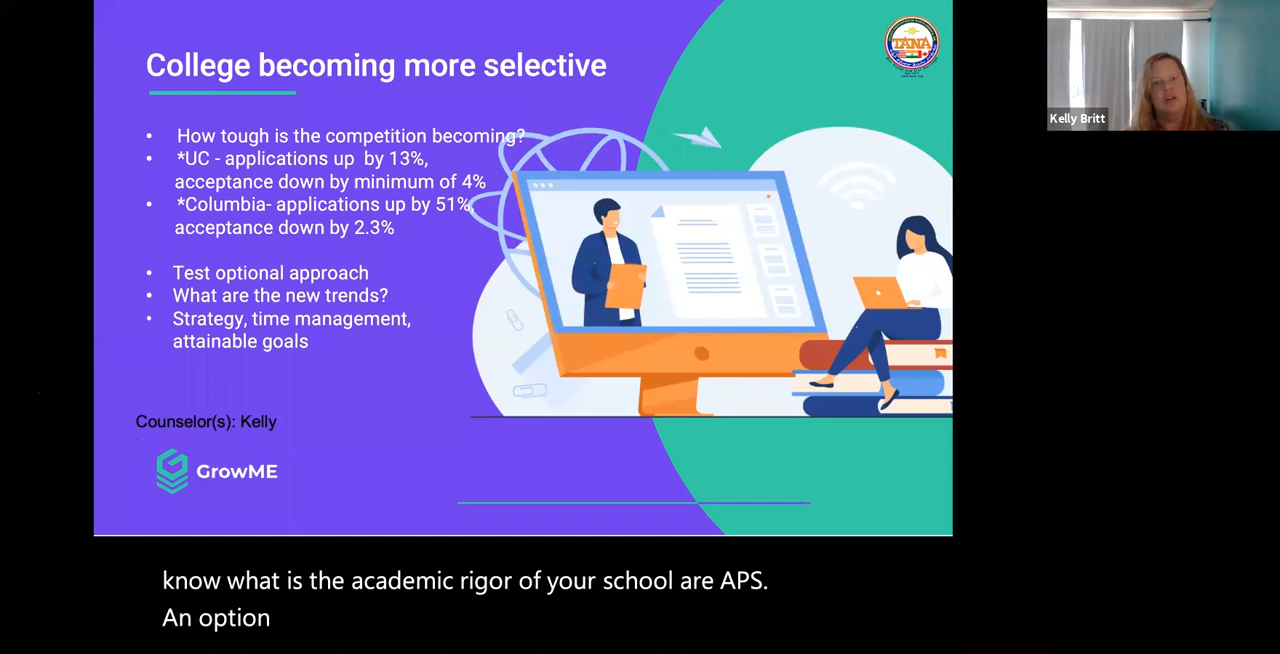 College becoming more selective
TANA
• How tough is the competition becoming?
• *UC - applications up by 13%,
acceptance down by minimum of 4%
• *Columbia- applications up by 51%,
acceptance down by 2.3%
• Test optional approach
• What are the new trends?
• Strategy, time management,
attainable goals
Counselor(s): Kelly
GrowME
Kelly Britt
know what is the academic rigor of your school are APS.
An option